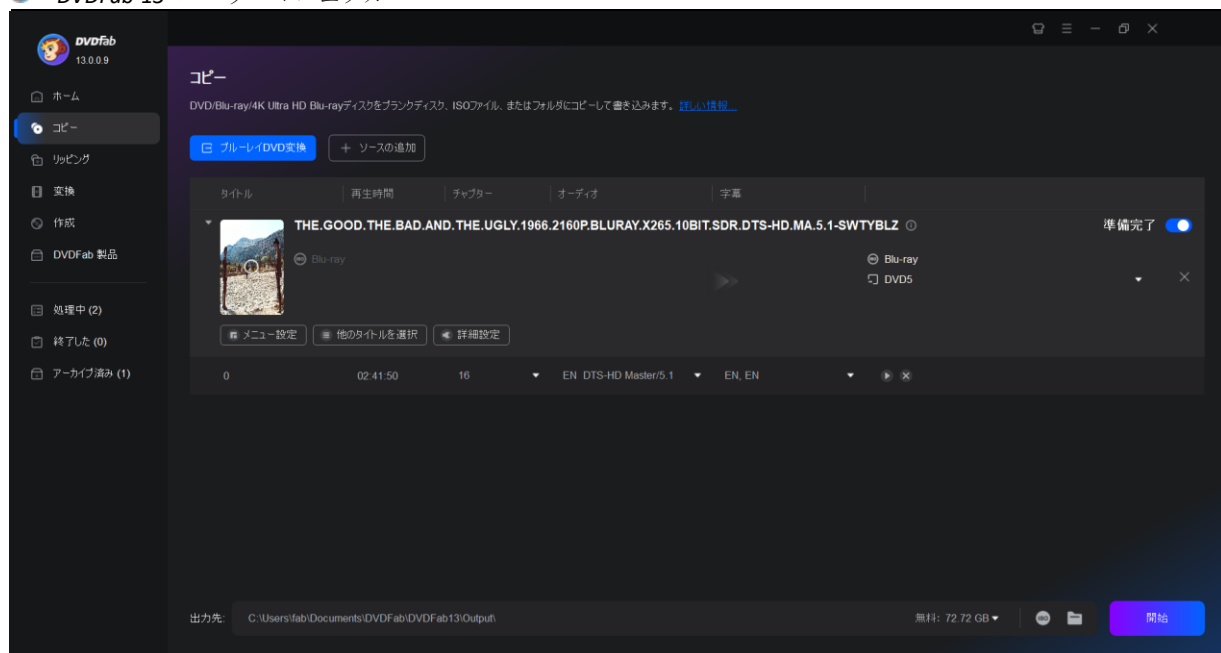 DVDFab
13.0.0.9
ホーム
コピー
リッピング
変換
作成
DVDFab 製品
処理中 (2)
終了した (0)
アーカイブ済み (1)
コピー
DVD/Blu-ray/4K Ultra HD Blu-rayディスクをブランクディスク、ISOファイル、またはフォルダにコピーして書き込みます。詳しい情報...
ブルーレイDVD変換 ソースの追加
タイトル 再生時間 チャプター オーディオ 字幕
THE.GOOD.THE.BAD.AND.THE.UGLY.1966.2160P.BLURAY.X265.10BIT.SDR.DTS-HD.MA.5.1-SWTYBLZ 準備完了
Blu-ray Blu-ray
DVD5
メニュー設定 他のタイトルを選択 詳細設定
0 02:41:50 16 EN DTS-HD Master/5.1 EN, EN
出力先: C:\Users\fab\Documents\DVDFab\DVDFab13\Output\ 無料: 72.72 GB ISO 開始